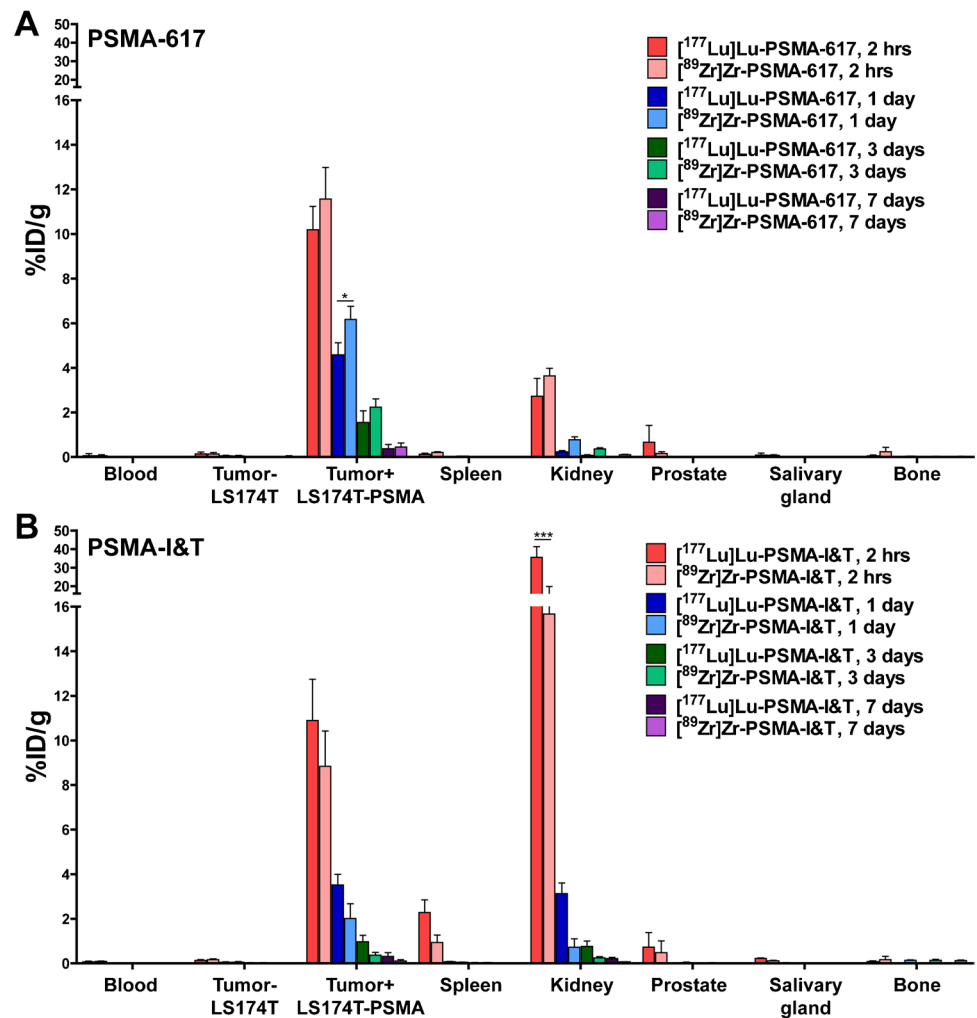 A
PSMA-617
%ID/g
50
40
30
20
16
14
12
10
8
6
4
2
0
*
[¹⁷⁷Lu]Lu-PSMA-617, 2 hrs
[⁸⁹Zr]Zr-PSMA-617, 2 hrs
[¹⁷⁷Lu]Lu-PSMA-617, 1 day
[⁸⁹Zr]Zr-PSMA-617, 1 day
[¹⁷⁷Lu]Lu-PSMA-617, 3 days
[⁸⁹Zr]Zr-PSMA-617, 3 days
[¹⁷⁷Lu]Lu-PSMA-617, 7 days
[⁸⁹Zr]Zr-PSMA-617, 7 days
Blood Tumor- Tumor+ Spleen Kidney Prostate Salivary Bone
LS174T LS174T-PSMA gland
B
PSMA-I&T
%ID/g
50
40
30
20
16
14
12
10
8
6
4
2
0
***
[¹⁷⁷Lu]Lu-PSMA-I&T, 2 hrs
[⁸⁹Zr]Zr-PSMA-I&T, 2 hrs
[¹⁷⁷Lu]Lu-PSMA-I&T, 1 day
[⁸⁹Zr]Zr-PSMA-I&T, 1 day
[¹⁷⁷Lu]Lu-PSMA-I&T, 3 days
[⁸⁹Zr]Zr-PSMA-I&T, 3 days
[¹⁷⁷Lu]Lu-PSMA-I&T, 7 days
[⁸⁹Zr]Zr-PSMA-I&T, 7 days
Blood Tumor- Tumor+ Spleen Kidney Prostate Salivary Bone
LS174T LS174T-PSMA gland